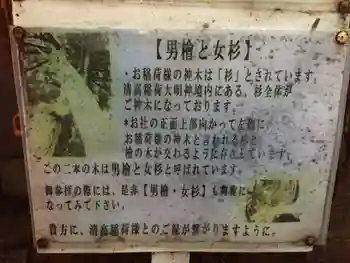 【男檜と女杉】
・お稲荷様の神木は「杉」とされています。
清高稲荷大明神境内にある、杉全体が
ご神木になっております。
*お社の正面上部向かって左側に
お稲荷様の神木と言われる杉と
檜の木が交わるように存在しています。
この二本の木は男檜と女杉と呼ばれています。
御参拝の際には、是非【男檜・女杉】も御覧に
なってみて下さい。
貴方に、清高稲荷様とのご縁が繋がりますように。